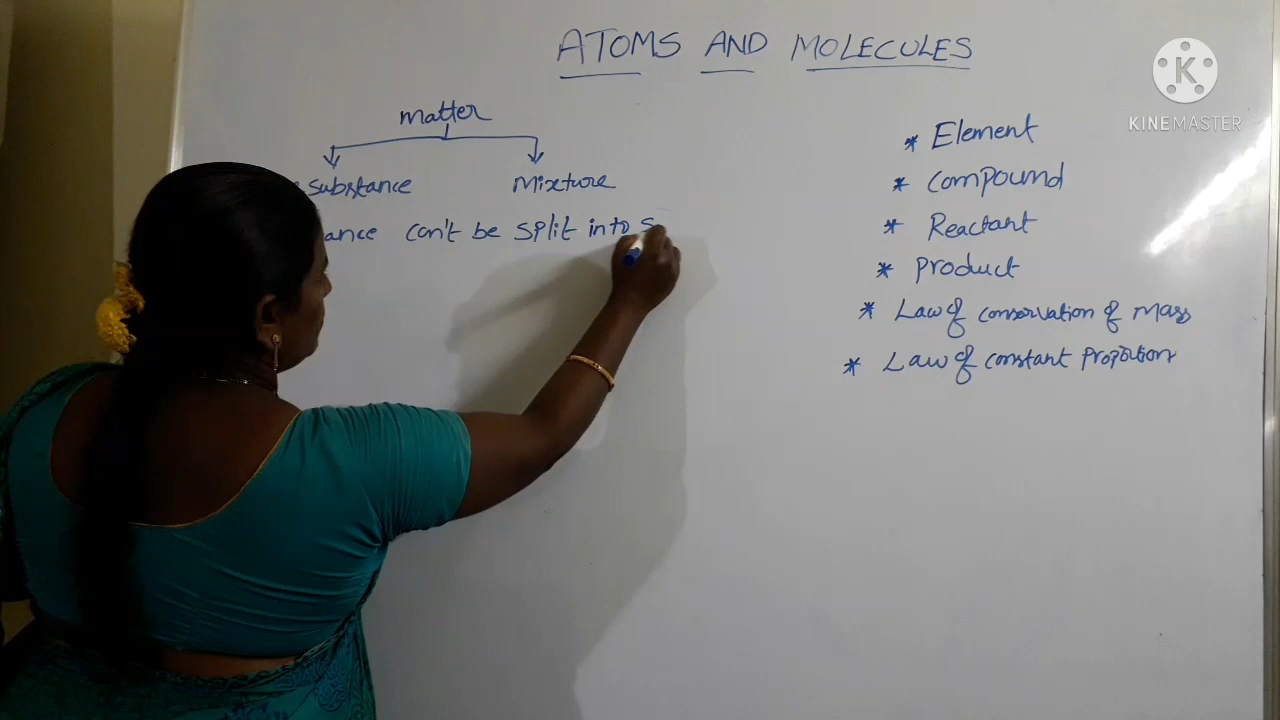 ATOMS AND MOLECULES
KINEMASTER
matter
substance Mixture
can't be split into s
* Element
* compound
* Reactant
* product
* Law of conservation of mass
* Law of constant proportion